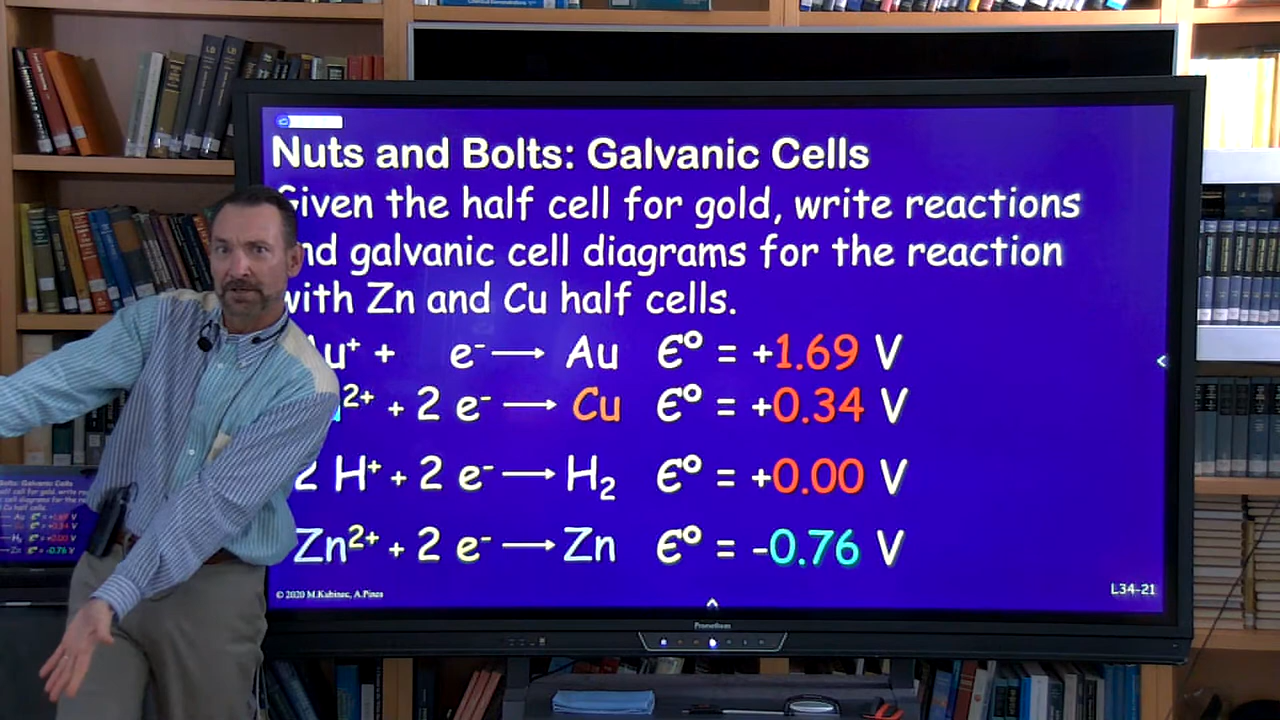 Nuts and Bolts: Galvanic Cells
Given the half cell for gold, write reactions
and galvanic cell diagrams for the reaction
with Zn and Cu half cells.
Au⁺ + e⁻ → Au Є° = +1.69 V
²⁺ + 2 e⁻ → Cu Є° = +0.34 V
2 H⁺ + 2 e⁻ → H₂ Є° = +0.00 V
Zn²⁺ + 2 e⁻ → Zn Є° = -0.76 V
© 2020 M.Kubinec, A.Pines
L34-21
Promethean